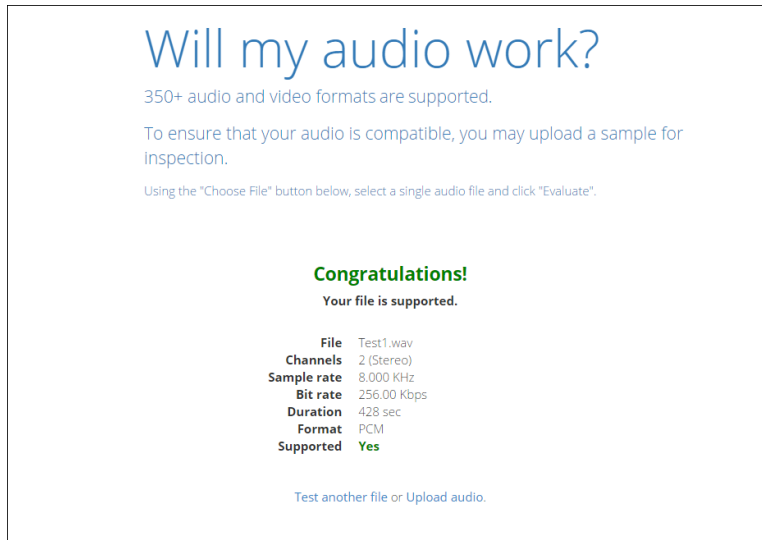 Will my audio work?
350+ audio and video formats are supported.
To ensure that your audio is compatible, you may upload a sample for
inspection.
Using the "Choose File" button below, select a single audio file and click "Evaluate".
Congratulations!
Your file is supported.
File Test1.wav
Channels 2 (Stereo)
Sample rate 8.000 KHz
Bit rate 256.00 Kbps
Duration 428 sec
Format PCM
Supported Yes
Test another file or Upload audio.